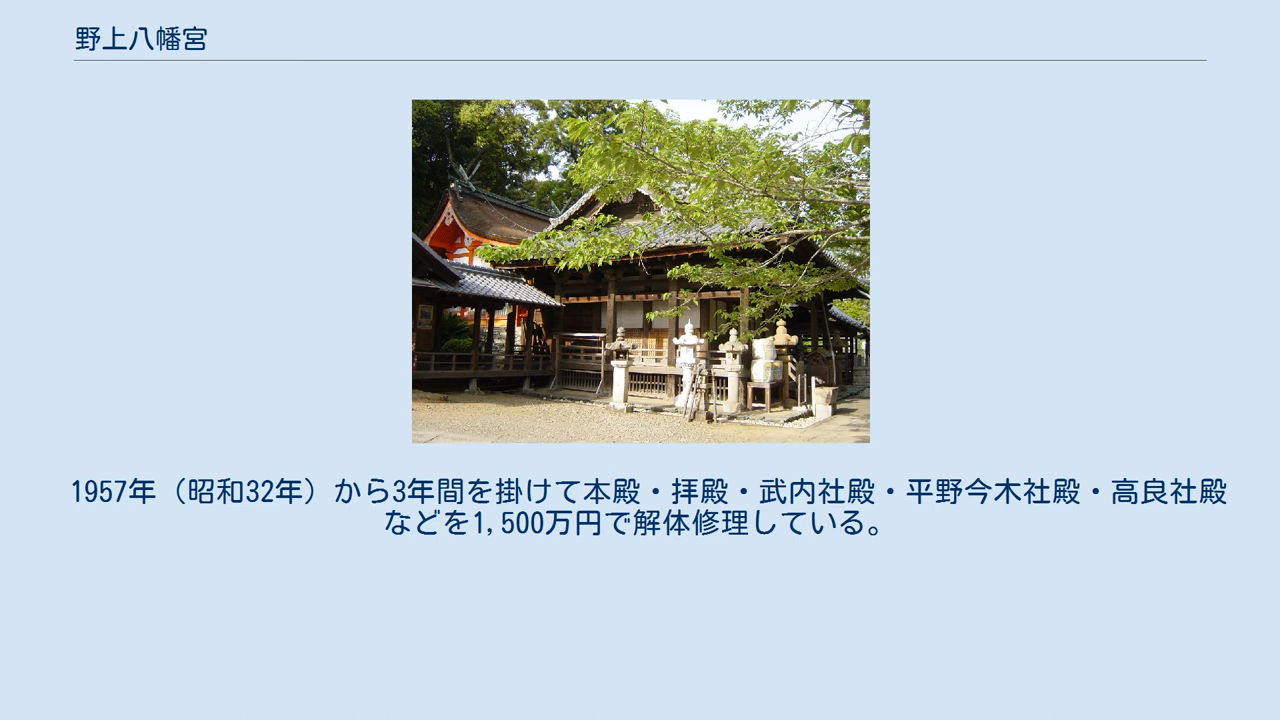 野上八幡宮
1957年（昭和32年）から3年間を掛けて本殿・拝殿・武内社殿・平野今木社殿・高良社殿
などを1,500万円で解体修理している。